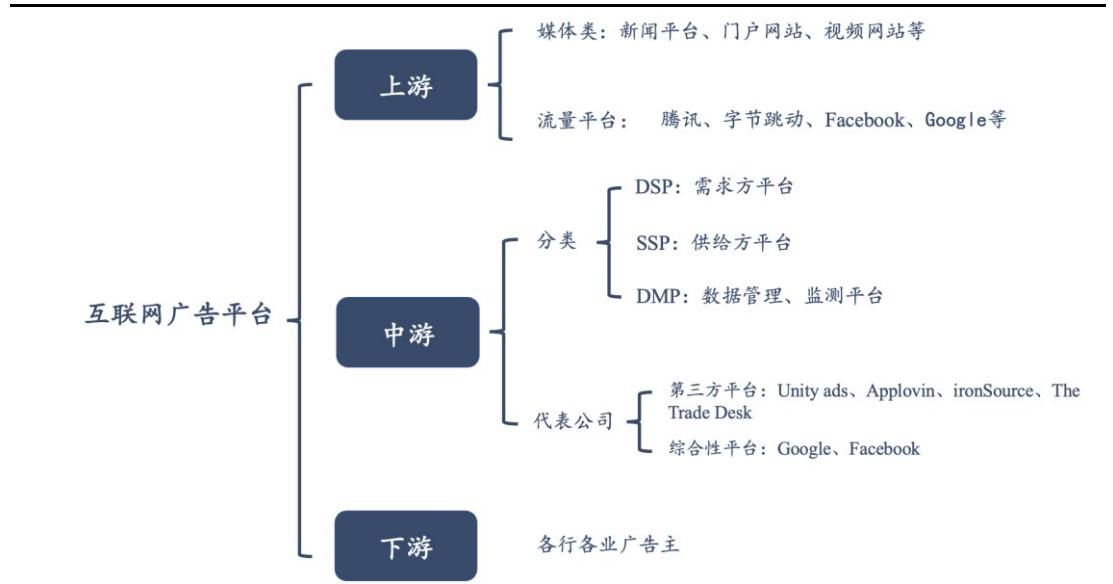 互联网广告平台
上游
媒体类：新闻平台、门户网站、视频网站等
流量平台： 腾讯、字节跳动、Facebook、Google等
中游
分类
DSP：需求方平台
SSP：供给方平台
DMP：数据管理、监测平台
代表公司
第三方平台：Unity ads、Applovin、ironSource、The
Trade Desk
综合性平台：Google、Facebook
下游
各行各业广告主